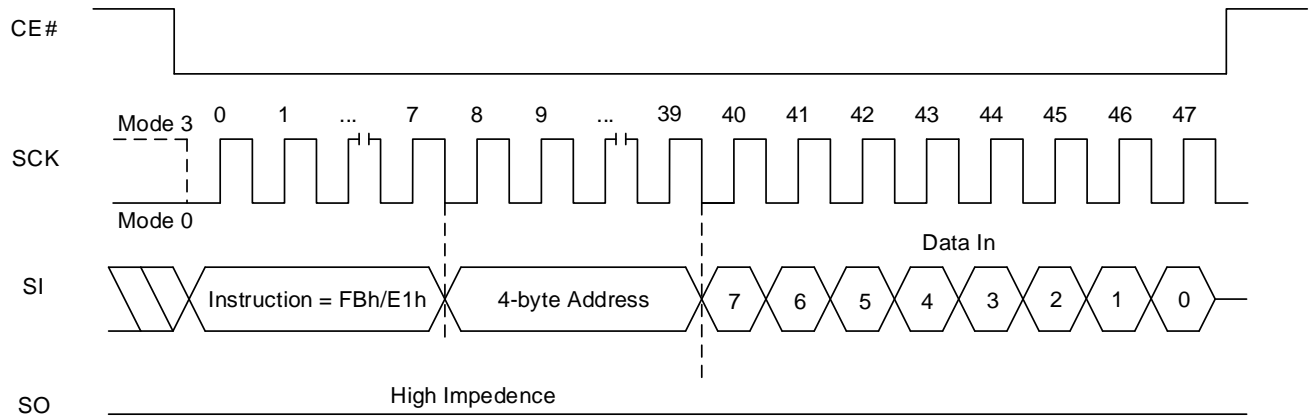 CE#
0 1 ... 7 8 9 ... 39 40 41 42 43 44 45 46 47
Mode 3
SCK
Mode 0
Data In
SI
Instruction = FBh/E1h 4-byte Address 7 6 5 4 3 2 1 0
High Impedence
SO